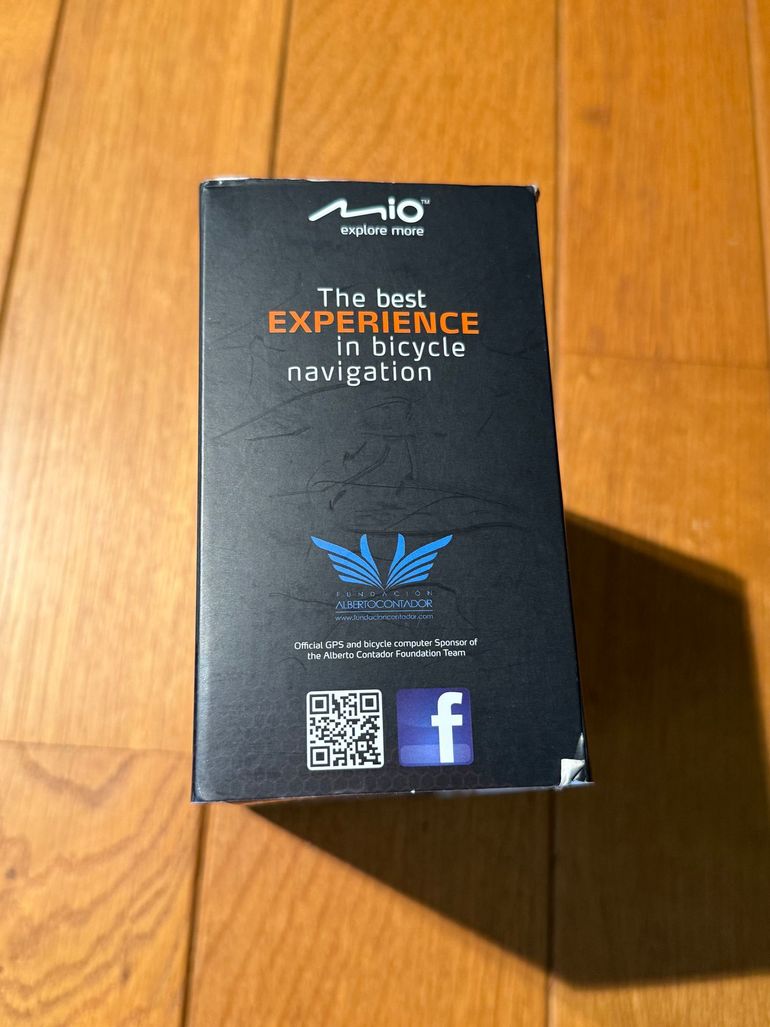 mio™
explore more
The best
EXPERIENCE
in bicycle
navigation
FUNDACIÓN
ALBERTOCONTADOR
www.fundacioncontador.com
Official GPS and bicycle computer Sponsor of
the Alberto Contador Foundation Team
f